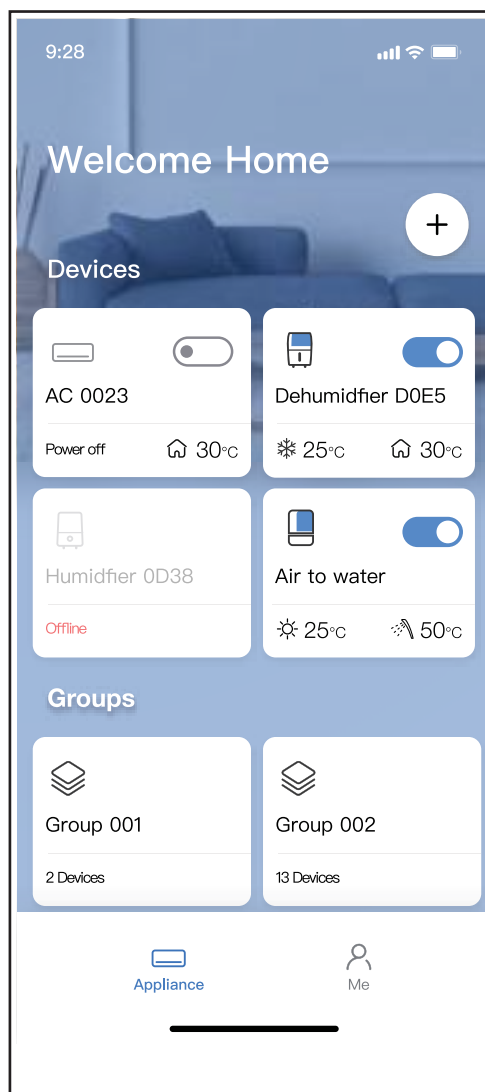 9:28
Welcome Home
+
Devices
AC 0023
Power off 30°C
Dehumidfier D0E5
25°C 30°C
Humidfier 0D38
Offline
Air to water
25°C 50°C
Groups
Group 001
2 Devices
Group 002
13 Devices
Appliance
Me